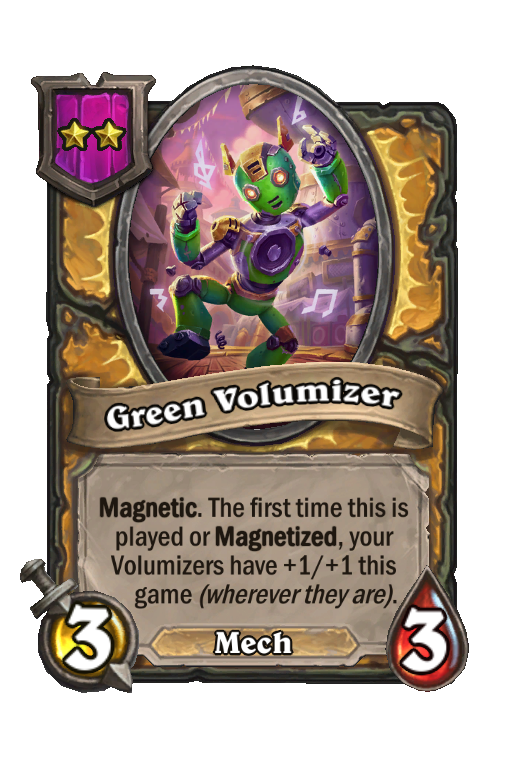 Green Volumizer
Magnetic. The first time this is
played or Magnetized, your
Volumizers have +1/+1 this
game (wherever they are).
3
Mech
3